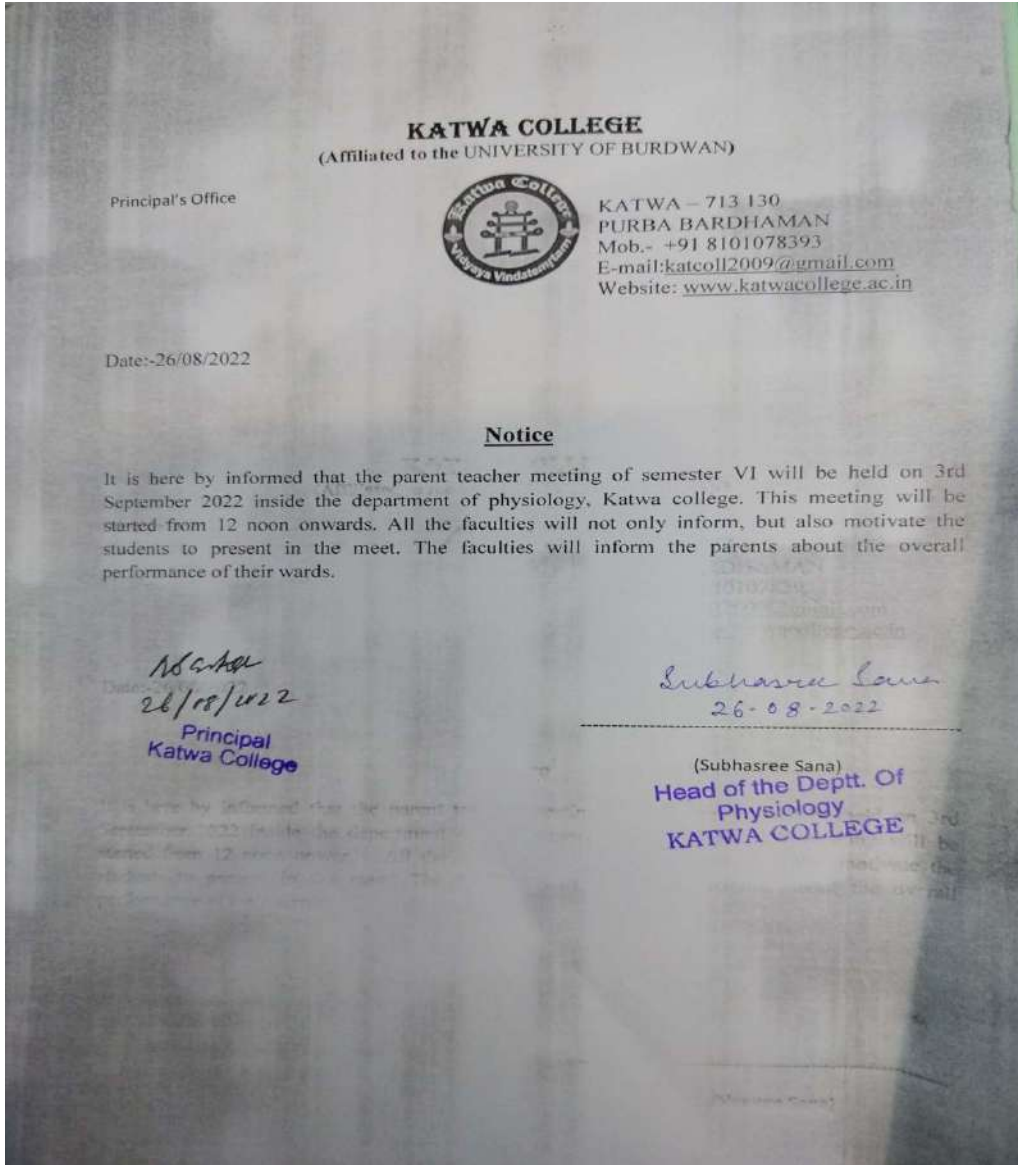 KATWA COLLEGE
(Affiliated to the UNIVERSITY OF BURDWAN)
Principal's Office
Katwa College
Vidyaya Vindatemrtam
KATWA – 713 130
PURBA BARDHAMAN
Mob.- +91 8101078393
E-mail:katcoll2009@gmail.com
Website: www.katwacollege.ac.in
Date:-26/08/2022
Notice
It is here by informed that the parent teacher meeting of semester VI will be held on 3rd
September 2022 inside the department of physiology, Katwa college. This meeting will be
started from 12 noon onwards. All the faculties will not only inform, but also motivate the
students to present in the meet. The faculties will inform the parents about the overall
performance of their wards.
26/08/2022
Principal
Katwa College
Subhasree Sana
26-08-2022
(Subhasree Sana)
Head of the Deptt. Of
Physiology
KATWA COLLEGE